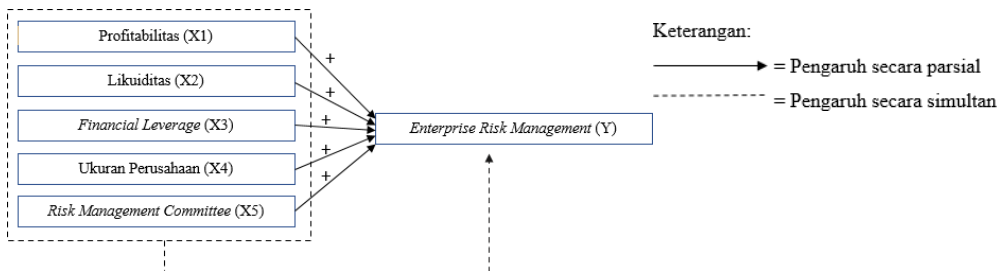 Profitabilitas (X1)
+
Likuiditas (X2)
+
Financial Leverage (X3)
+
Ukuran Perusahaan (X4)
+
Risk Management Committee (X5)
+
Enterprise Risk Management (Y)
Keterangan:
= Pengaruh secara parsial
= Pengaruh secara simultan